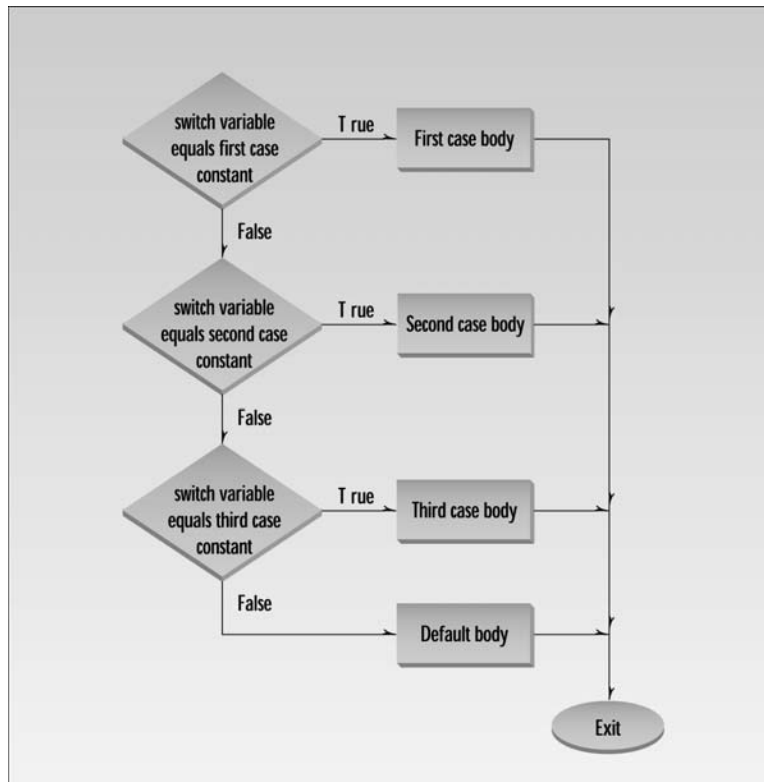 switch variable
equals first case
constant
T rue
First case body
False
switch variable
equals second case
constant
T rue
Second case body
False
switch variable
equals third case
constant
T rue
Third case body
False
Default body
Exit